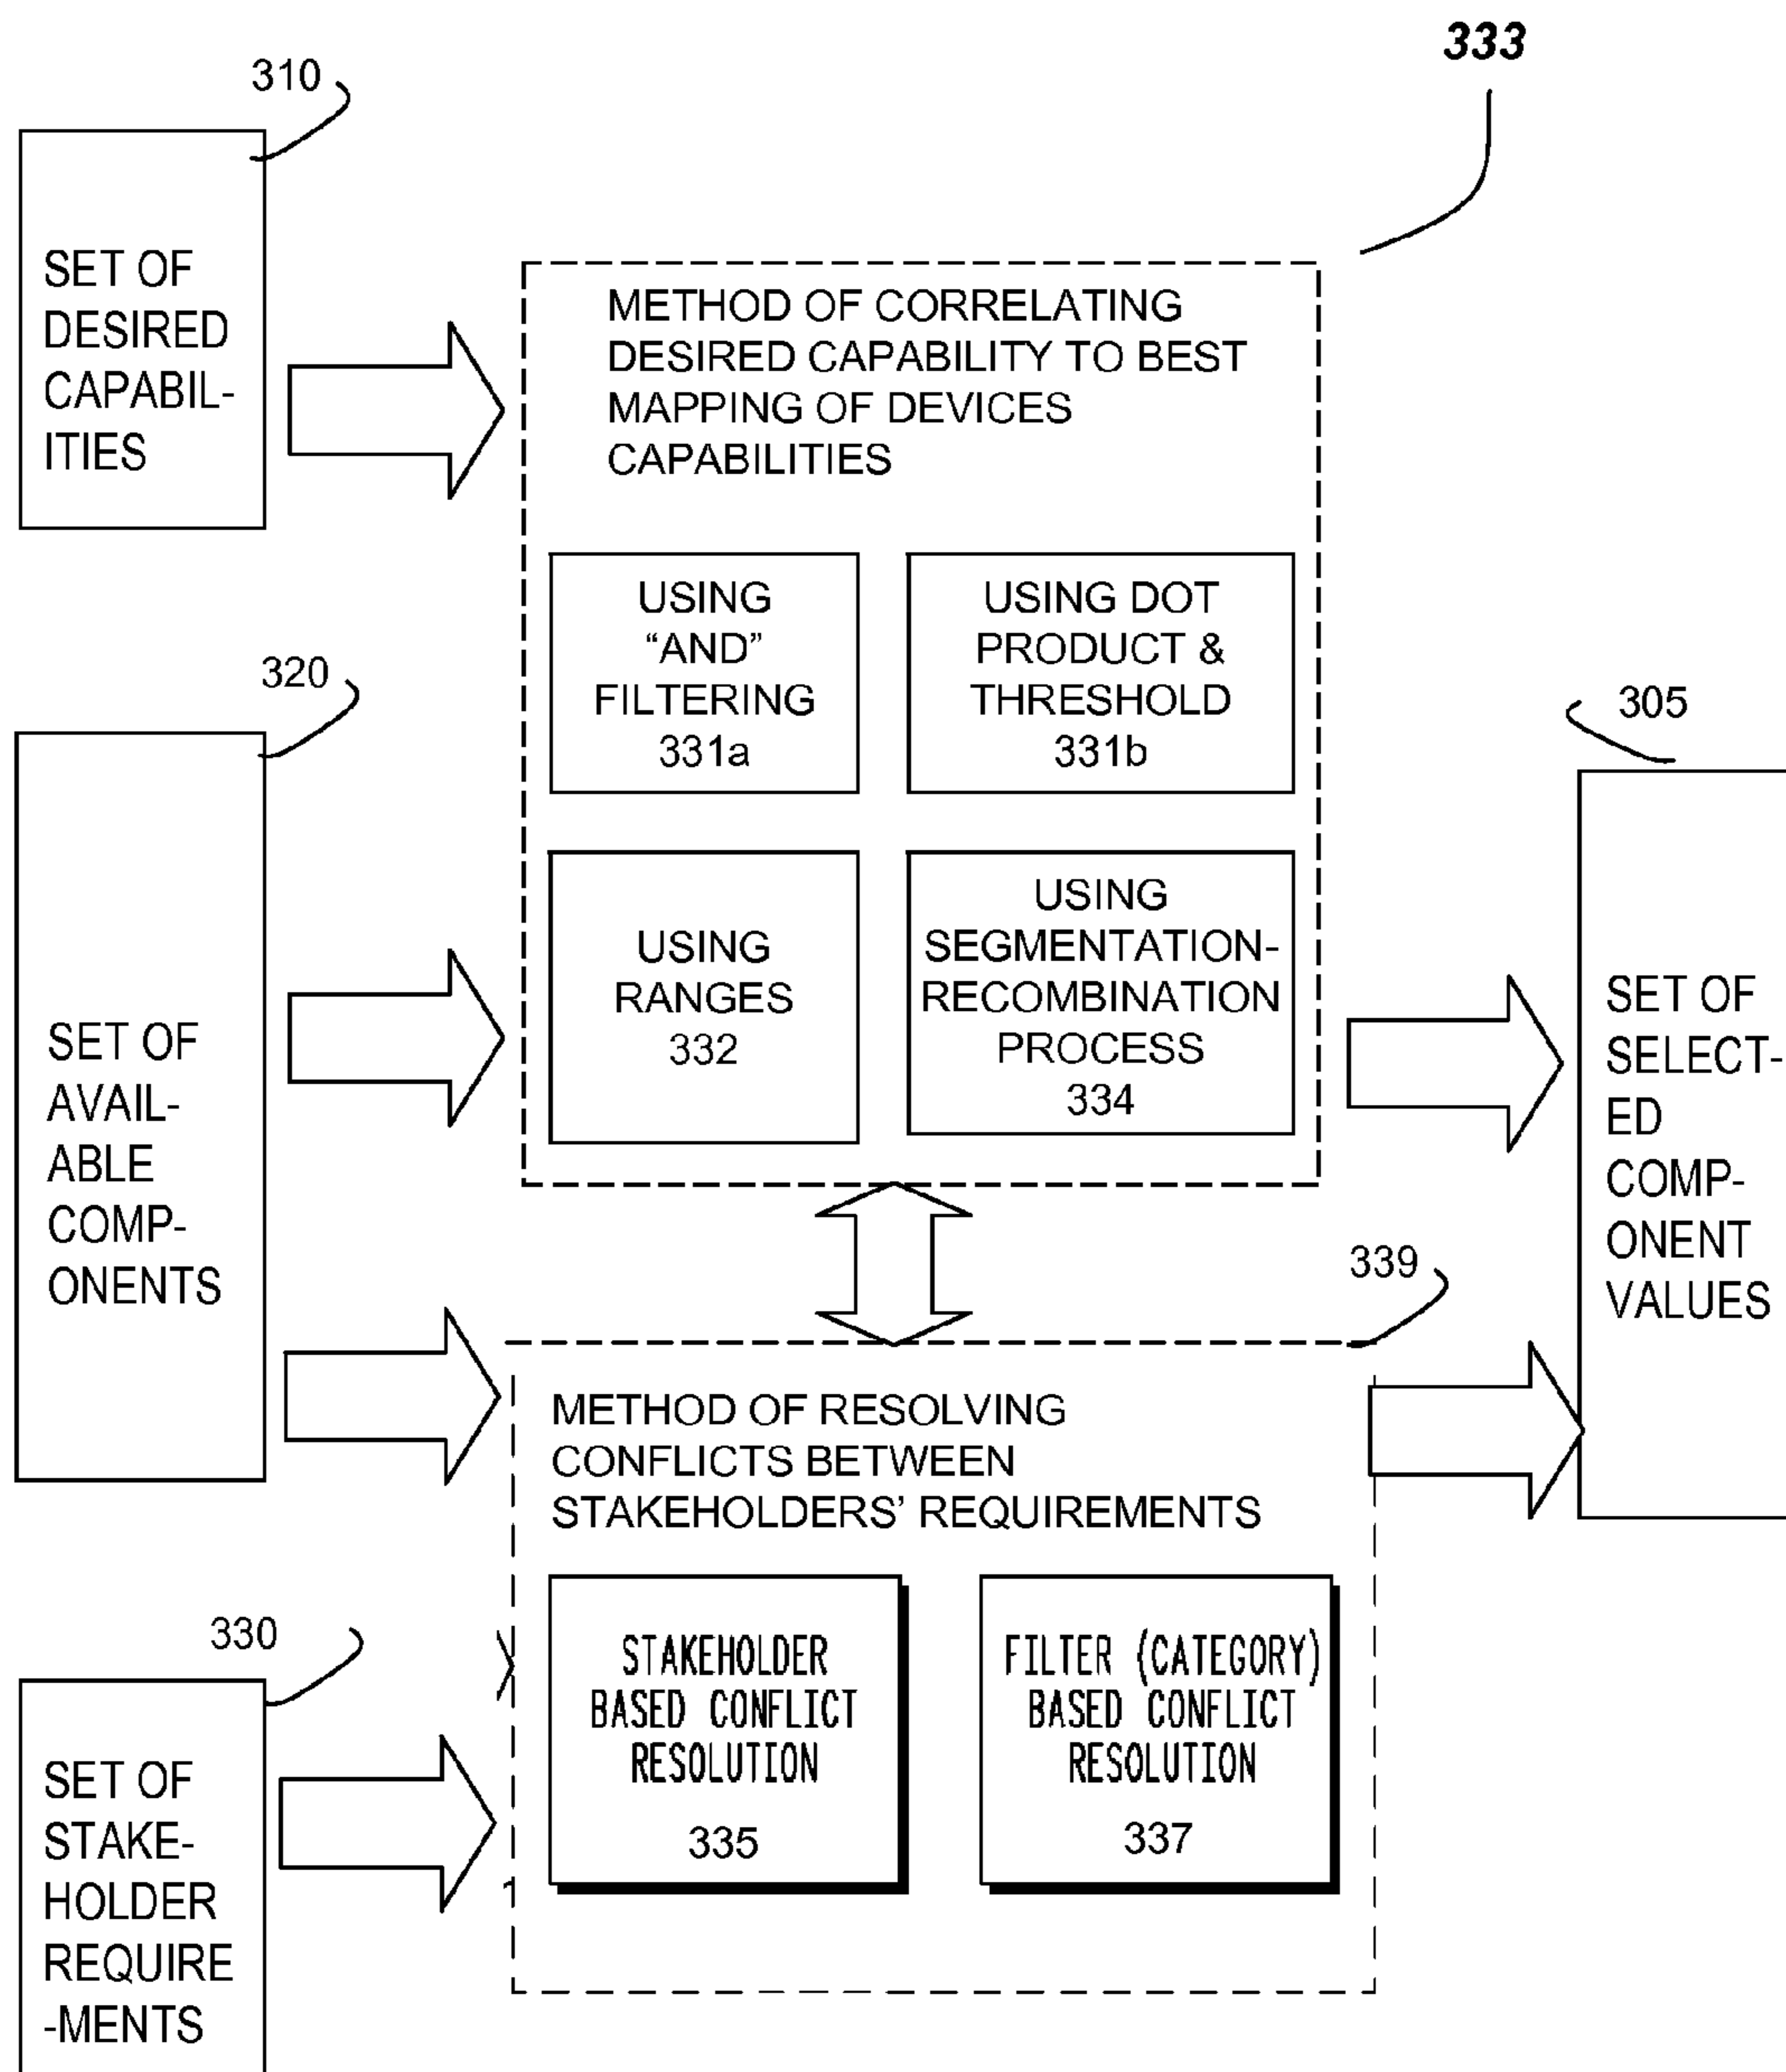 333
310
SET OF
DESIRED
CAPABIL-
ITIES
METHOD OF CORRELATING
DESIRED CAPABILITY TO BEST
MAPPING OF DEVICES
CAPABILITIES
USING
“AND”
FILTERING
331a
USING DOT
PRODUCT &
THRESHOLD
331b
320
SET OF
AVAIL-
ABLE
COMP-
ONENTS
USING
RANGES
332
USING
SEGMENTATION-
RECOMBINATION
PROCESS
334
305
SET OF
SELECT-
ED
COMP-
ONENT
VALUES
339
METHOD OF RESOLVING
CONFLICTS BETWEEN
STAKEHOLDERS’ REQUIREMENTS
330
SET OF
STAKE-
HOLDER
REQUIRE
-MENTS
STAKEHOLDER
BASED CONFLICT
RESOLUTION
335
FILTER (CATEGORY)
BASED CONFLICT
RESOLUTION
337